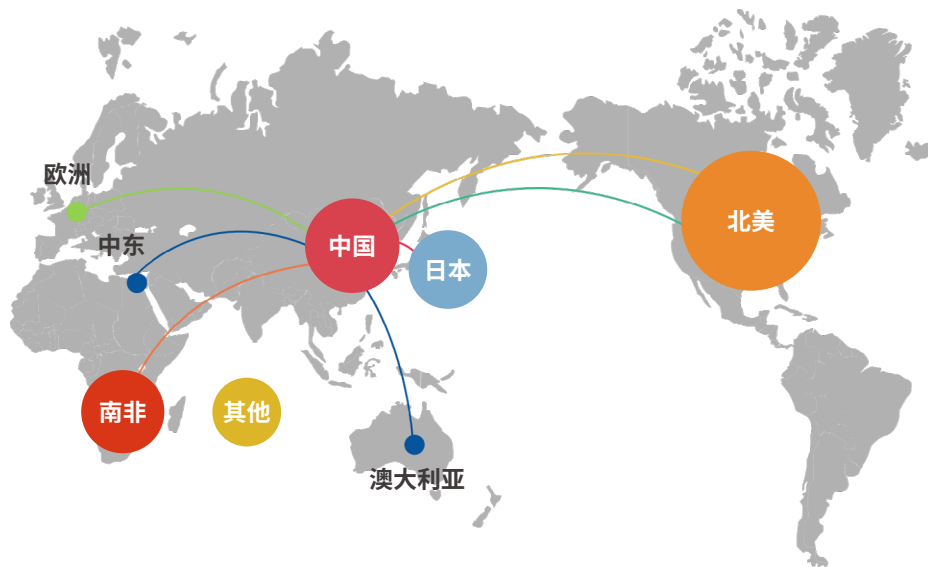 欧洲
北美
中东
中国
日本
南非
其他
澳大利亚